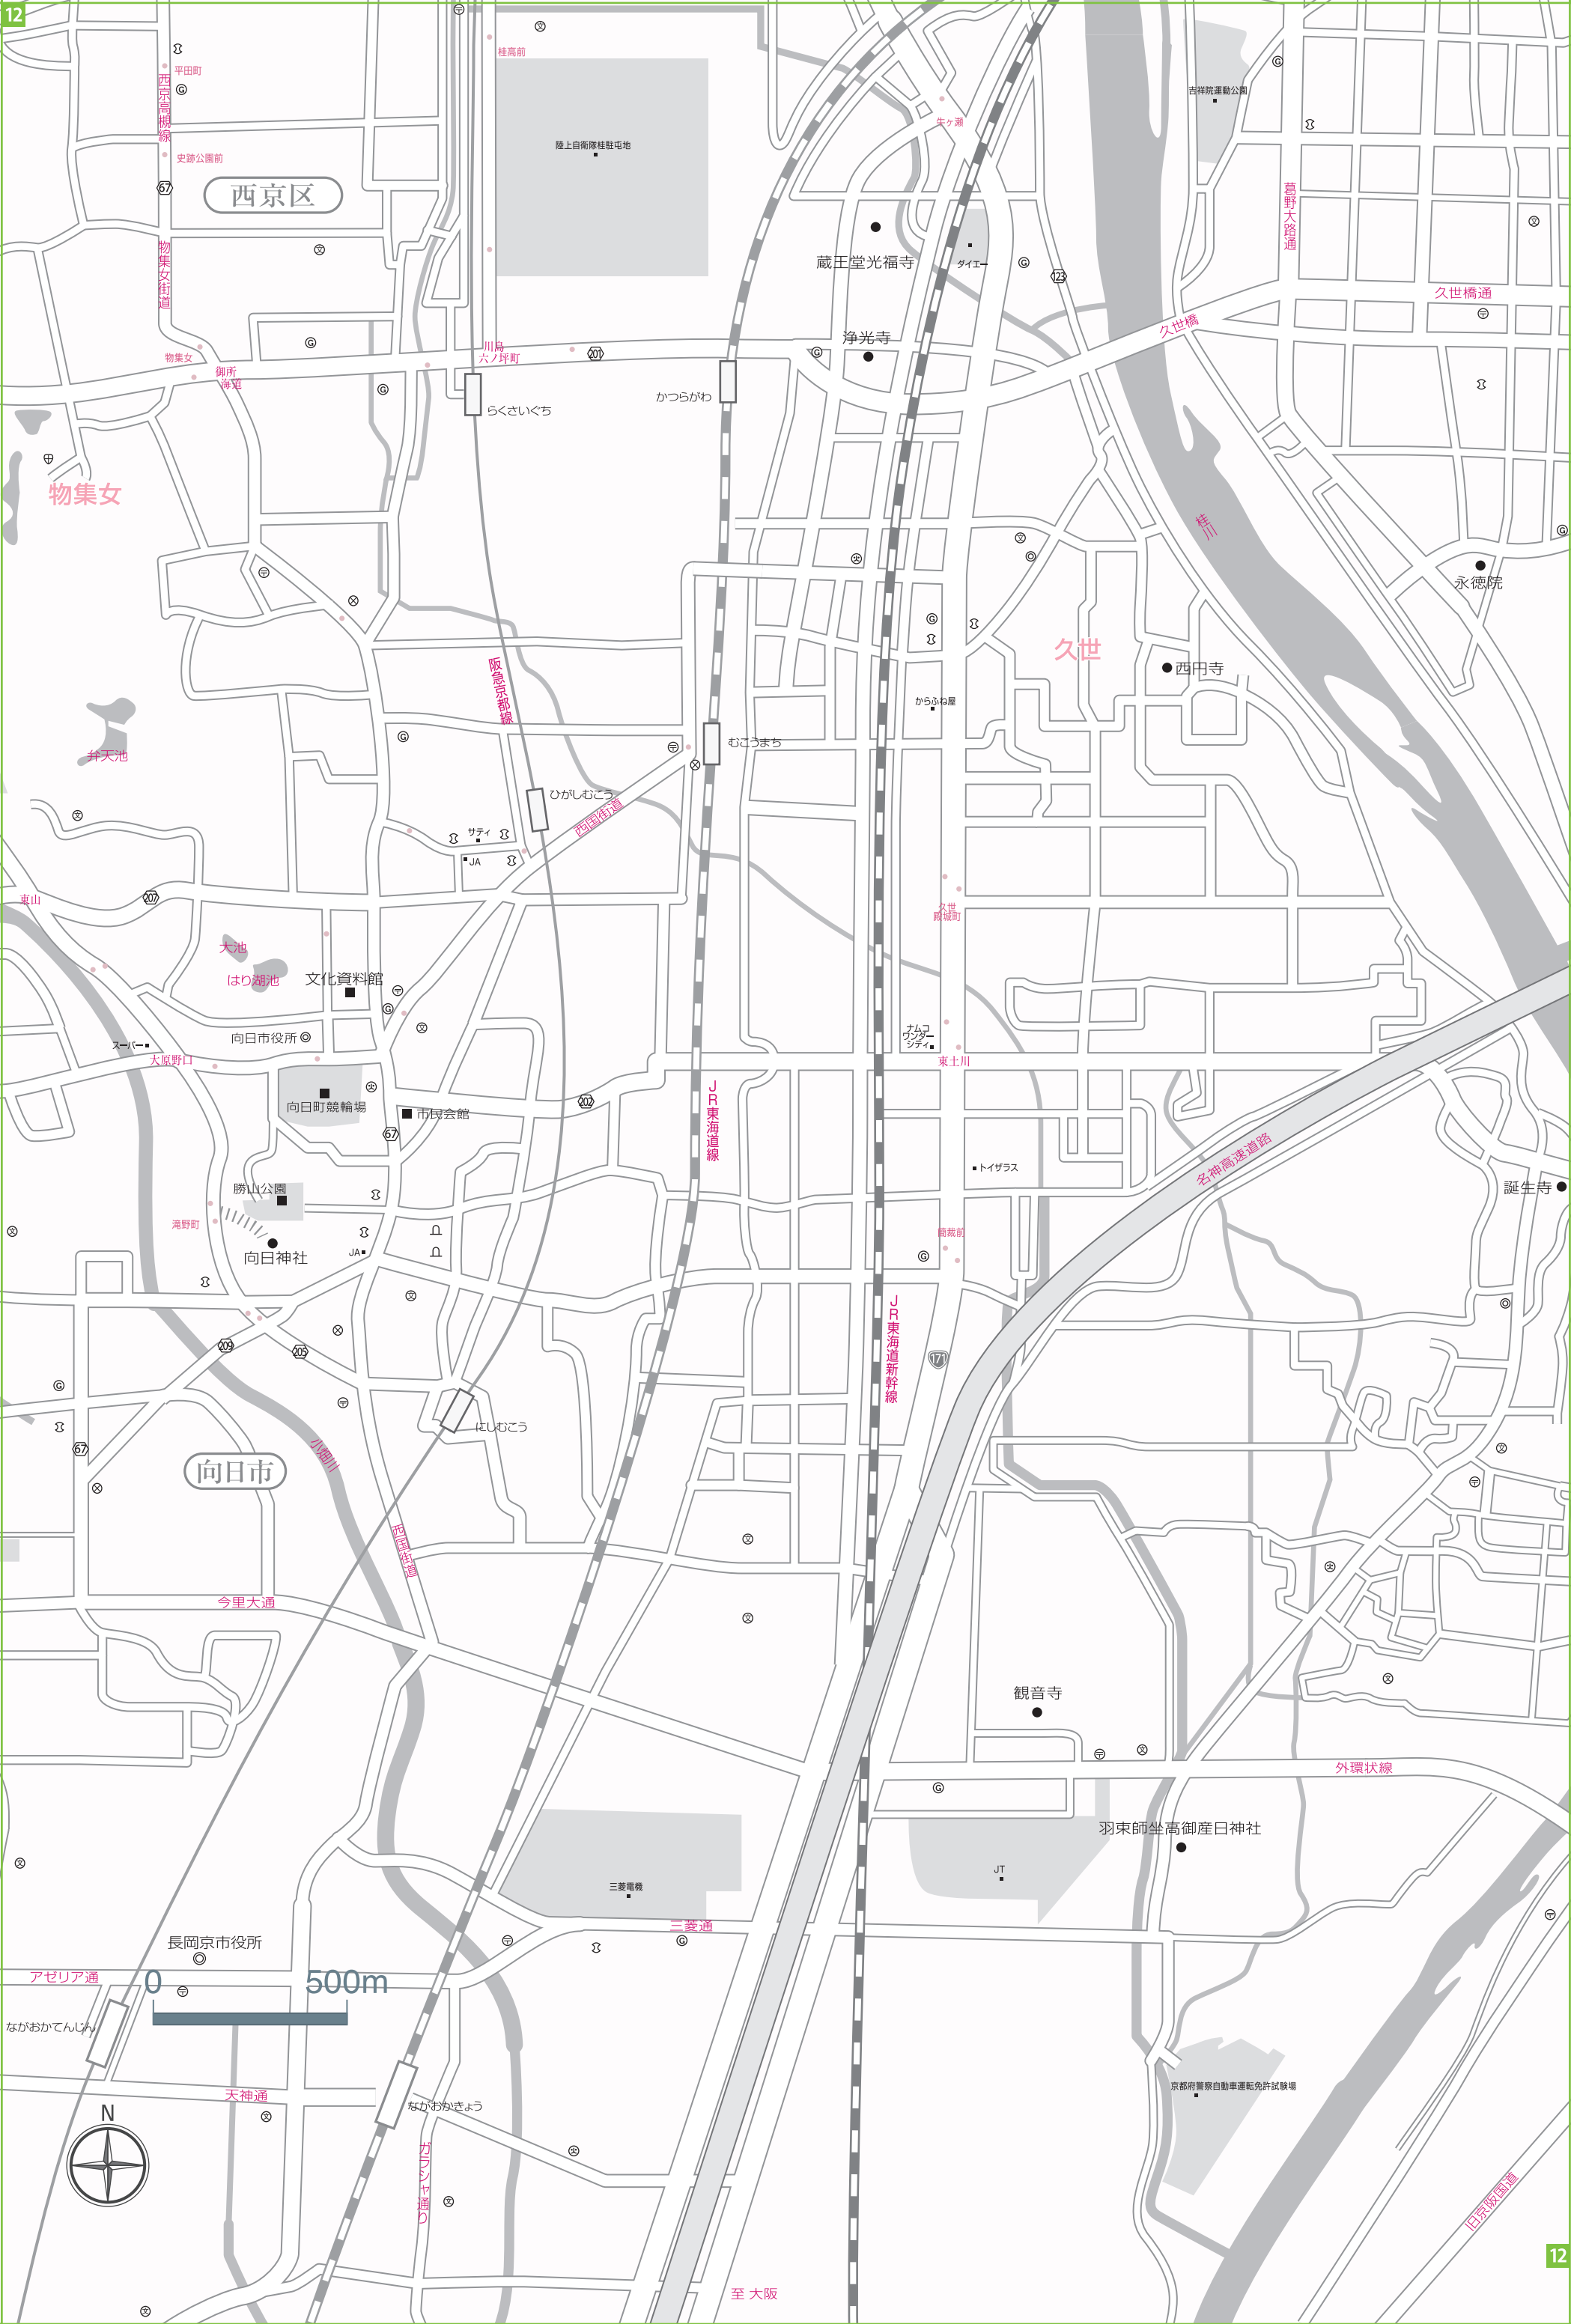 12
桂高前
平田町
西京高槻線
吉祥院運動公園
牛ヶ瀬
陸上自衛隊桂駐屯地
史跡公園前
67
西京区
葛野大路通
物集女街道
蔵王堂光福寺
ダイエー
123
久世橋通
久世橋
浄光寺
川島
六ノ坪町
201
物集女
御所
海道
かつらがわ
らくさいぐち
物集女
桂川
永徳院
久世
西円寺
阪急京都線
からふね屋
むこうまち
弁天池
ひがしむこう
西国街道
サティ
JA
207
東山
久世
殿城町
大池
はり湖池
文化資料館
向日市役所
スーパー
大原野口
ナムコ
ワンダー
シティ
東土川
向日町競輪場
市民会館
202
67
JR東海道線
名神高速道路
トイザラス
勝山公園
誕生寺
滝野町
簡裁前
向日神社
JA
JR東海道新幹線
209
205
171
にしむこう
67
小畑川
向日市
西国街道
今里大通
観音寺
外環状線
羽束師坐高御産日神社
JT
三菱電機
三菱通
長岡京市役所
アゼリア通
0
500m
ながおかてんじん
天神通
京都府警察自動車運転免許試験場
ながおかきょう
N
ガラシャ通り
旧京阪国道
12
至 大阪